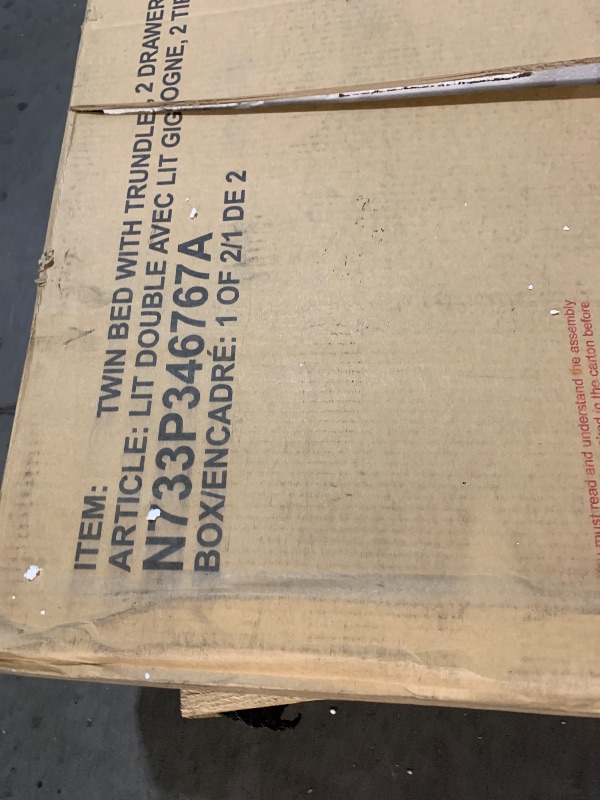 ITEM: TWIN BED WITH TRUNDLE, 2 DRAWER
ARTICLE: LIT DOUBLE AVEC LIT GIGOGNE, 2 TI
N733P346767A
BOX/ENCADRÉ: 1 OF 2/1 DE 2
must read and understand the assembly
in the carton before